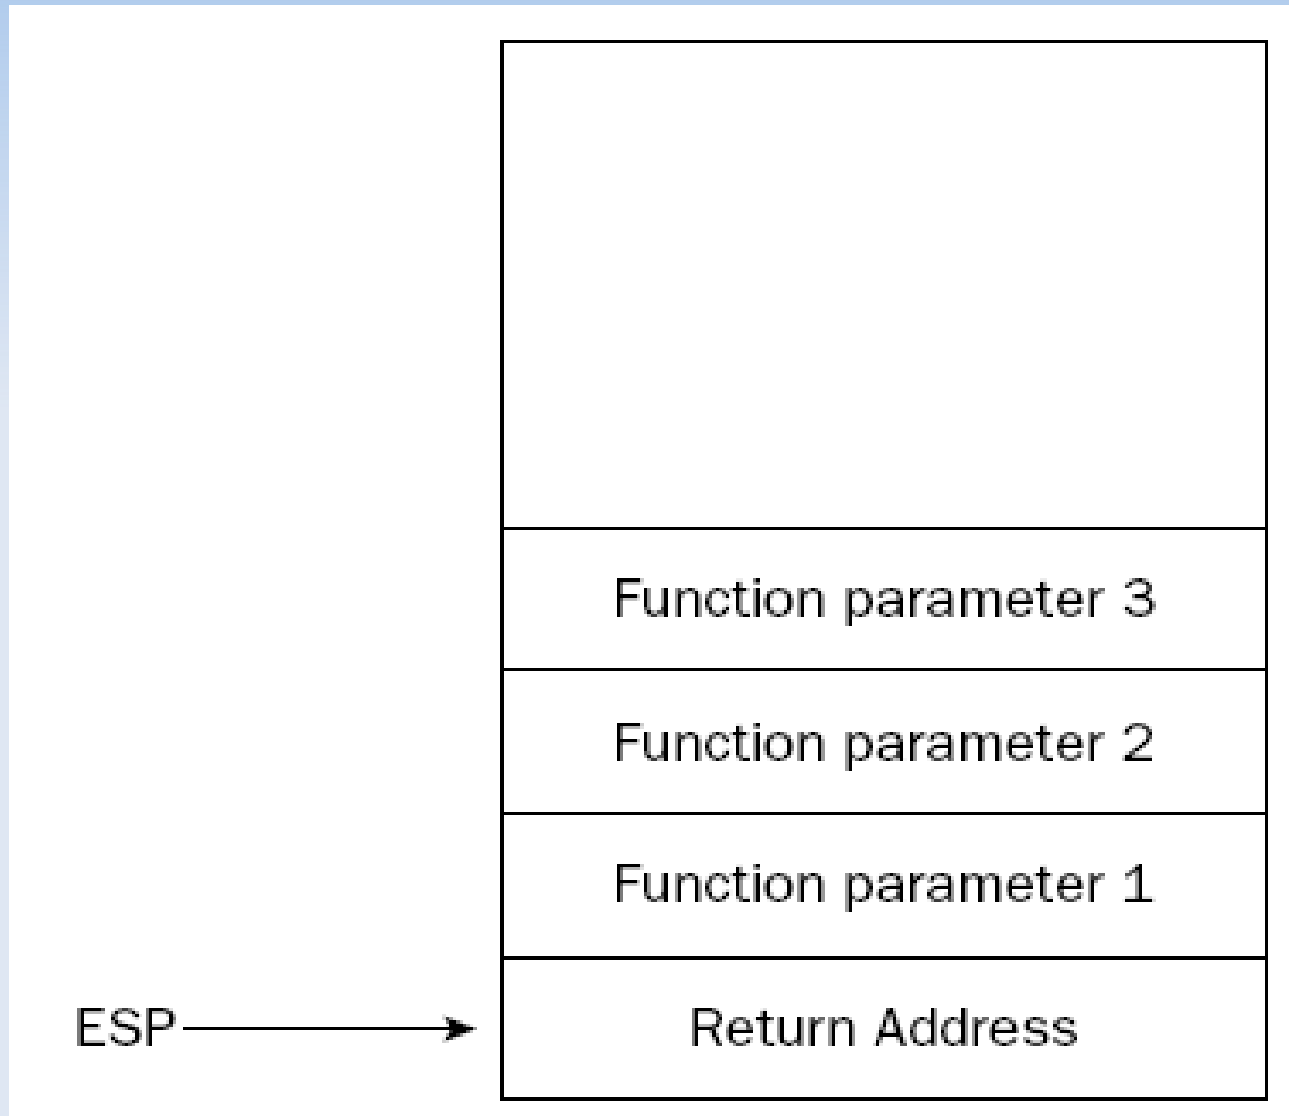 Function parameter 3
Function parameter 2
Function parameter 1
ESP
Return Address